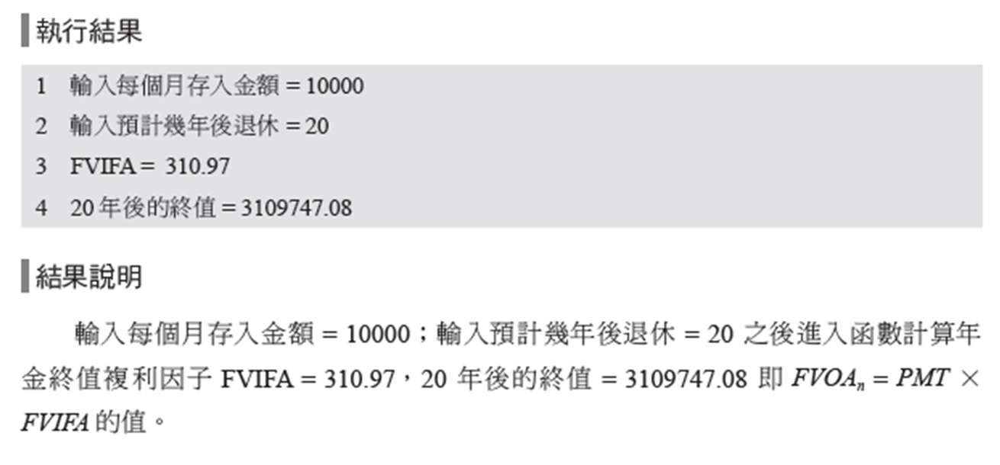 執行結果
1 輸入每個月存入金額 = 10000
2 輸入預計幾年後退休 = 20
3 FVIFA = 310.97
4 20 年後的終值 = 3109747.08
結果說明
輸入每個月存入金額 = 10000；輸入預計幾年後退休 = 20 之後進入函數計算年
金終值複利因子 FVIFA = 310.97，20 年後的終值 = 3109747.08 即 FVOAn = PMT ×
FVIFA 的值。